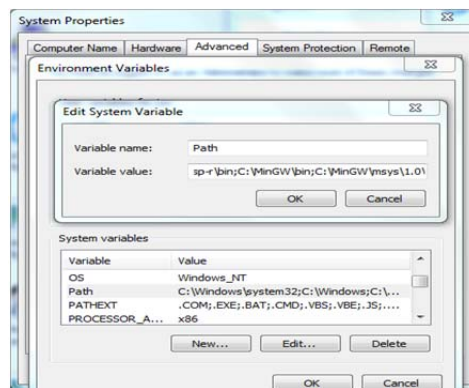 System Properties
Computer Name Hardware Advanced System Protection Remote
Environment Variables
Edit System Variable
Variable name: Path
Variable value: sp-r\bin;C:\MinGW\bin;C:\MinGW\msys\1.0\
OK Cancel
System variables
Variable Value
OS Windows_NT
Path C:\Windows\system32;C:\Windows;C:\...
PATHEXT .COM;.EXE;.BAT;.CMD;.VBS;.VBE;.JS;....
PROCESSOR_A... x86
New... Edit... Delete
OK Cancel